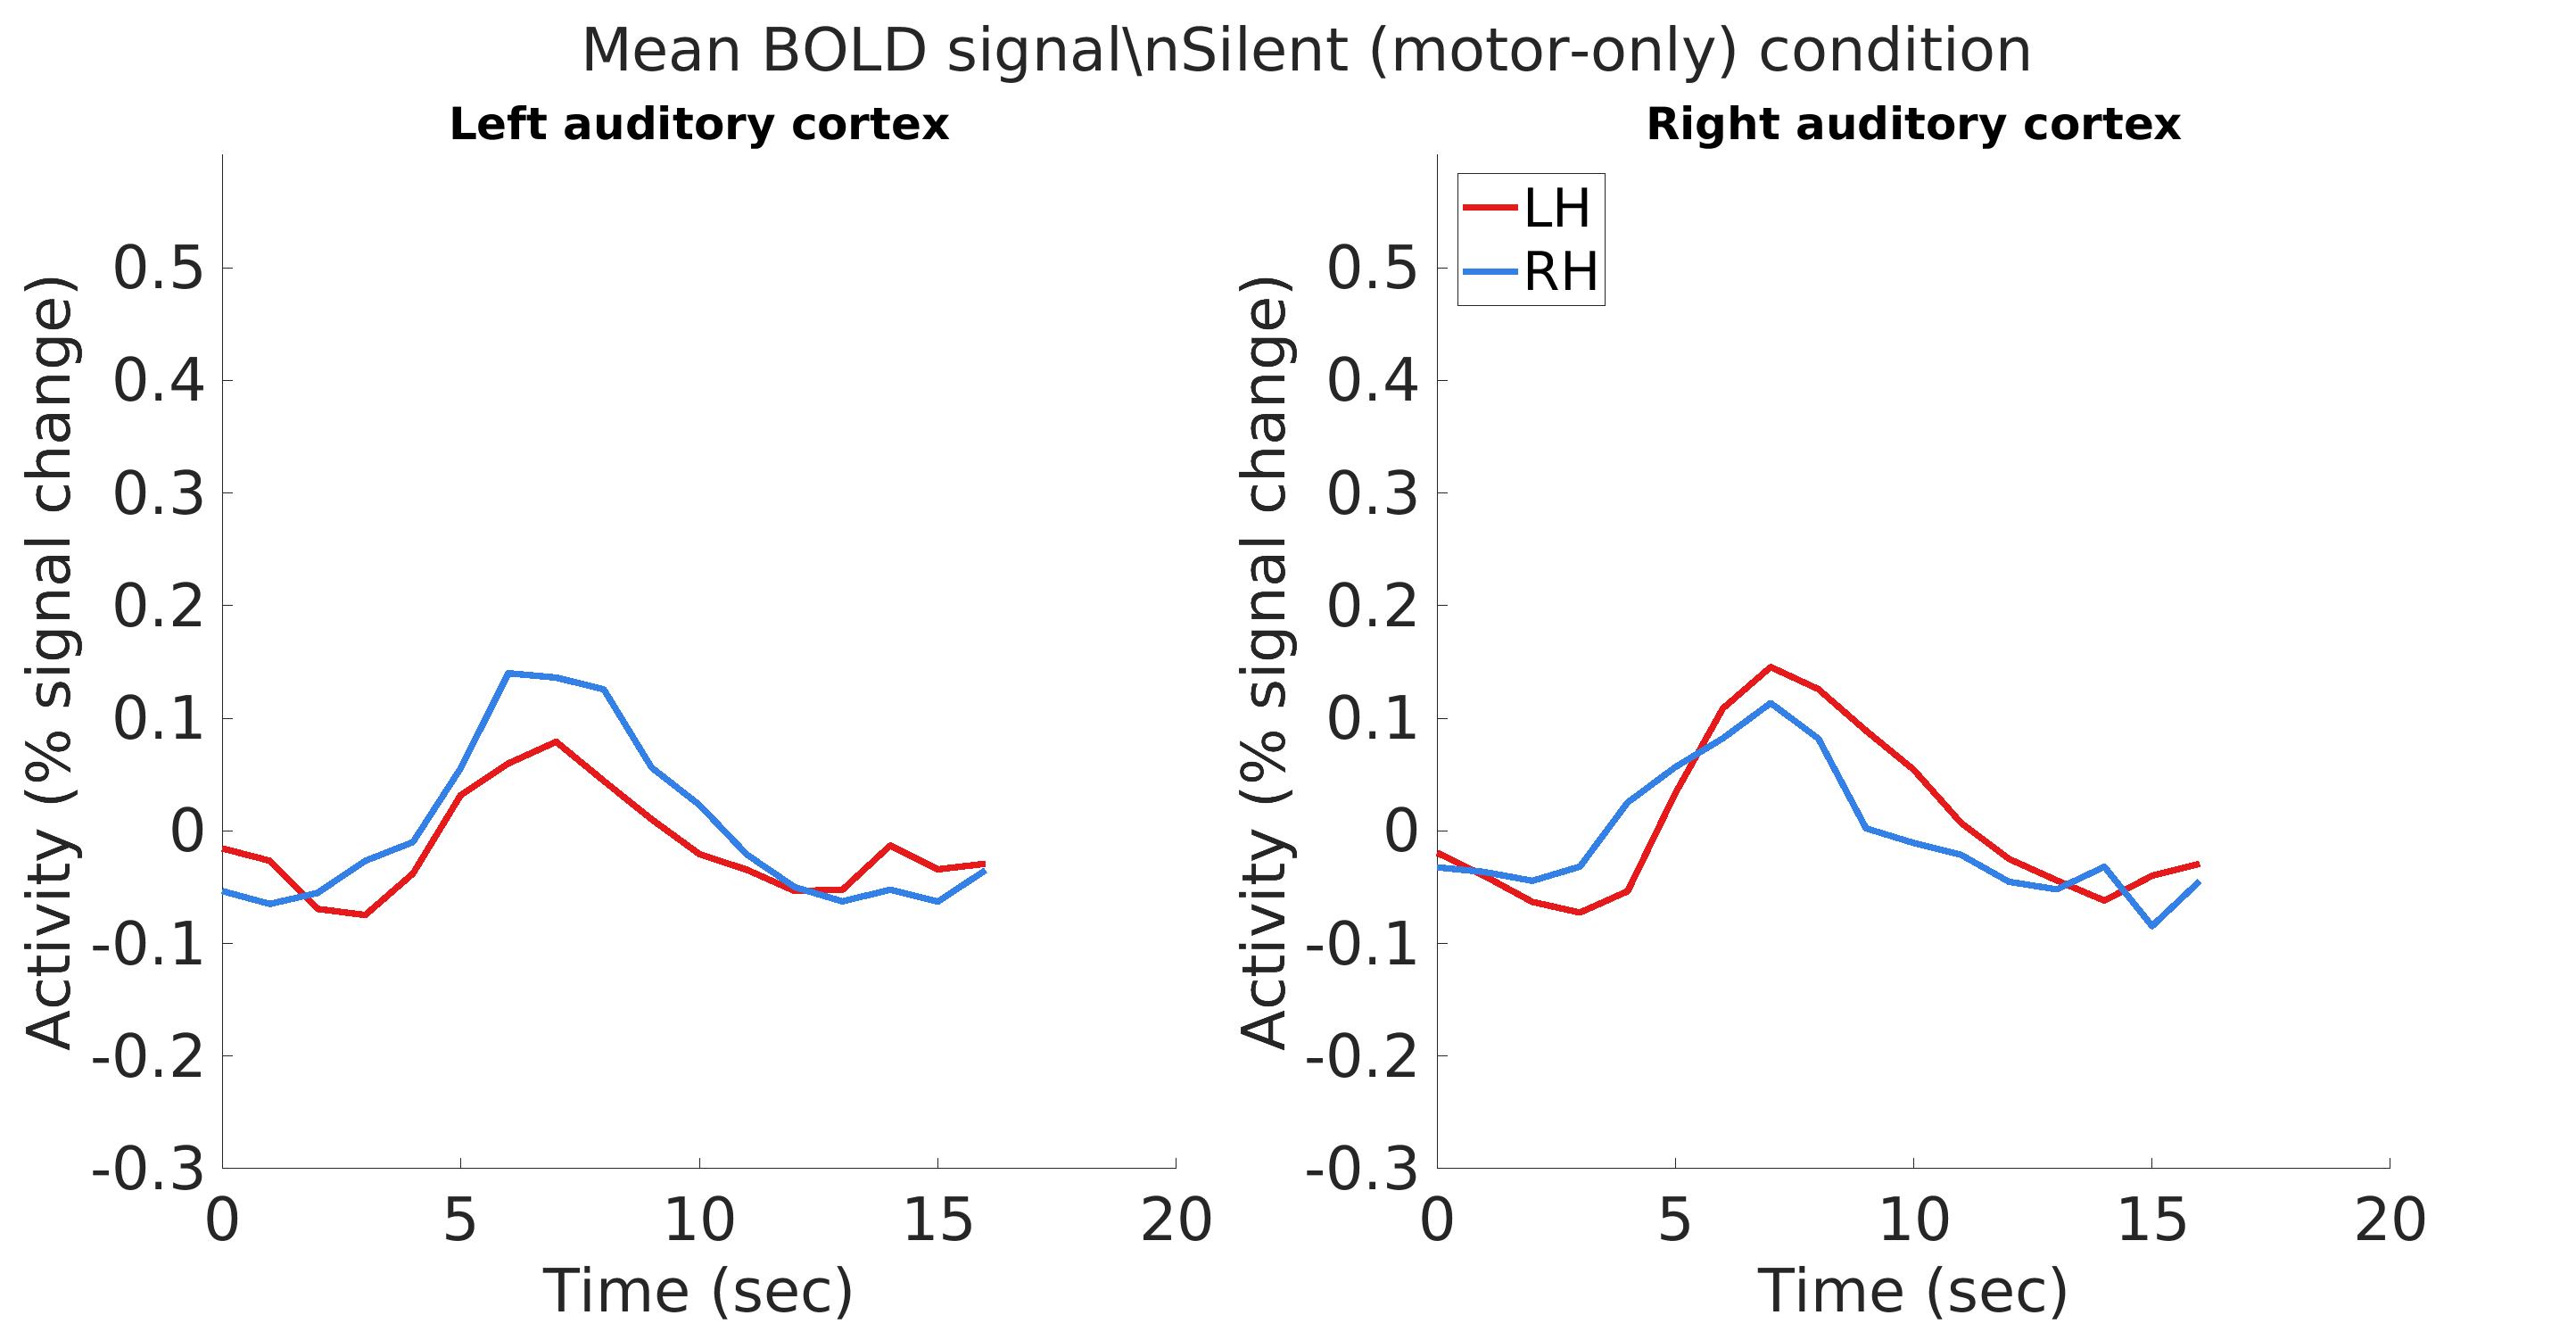 Mean BOLD signal\nSilent (motor-only) condition
Left auditory cortex
Activity (% signal change)
0.5
0.4
0.3
0.2
0.1
0
-0.1
-0.2
-0.3
0 5 10 15 20
Time (sec)
Right auditory cortex
LH
RH
Activity (% signal change)
0.5
0.4
0.3
0.2
0.1
0
-0.1
-0.2
-0.3
0 5 10 15 20
Time (sec)